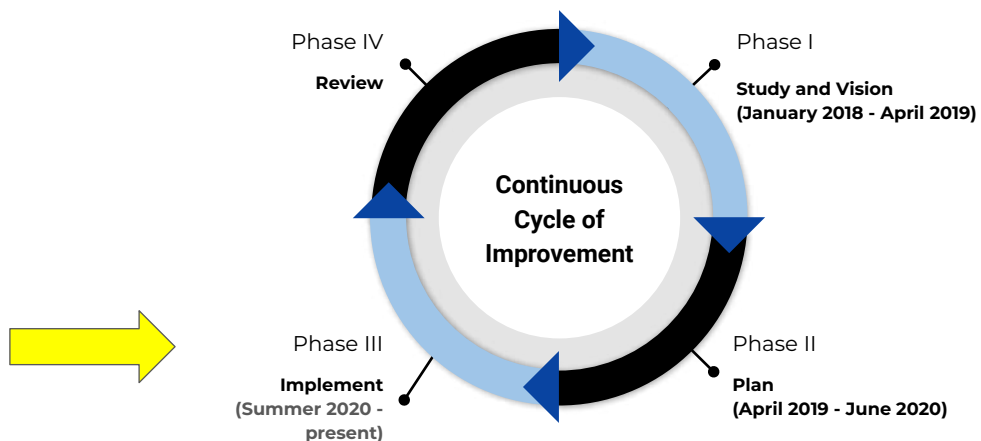 Phase I
Study and Vision
(January 2018 - April 2019)
Phase II
Plan
(April 2019 - June 2020)
Phase III
Implement
(Summer 2020 -
present)
Phase IV
Review
Continuous
Cycle of
Improvement